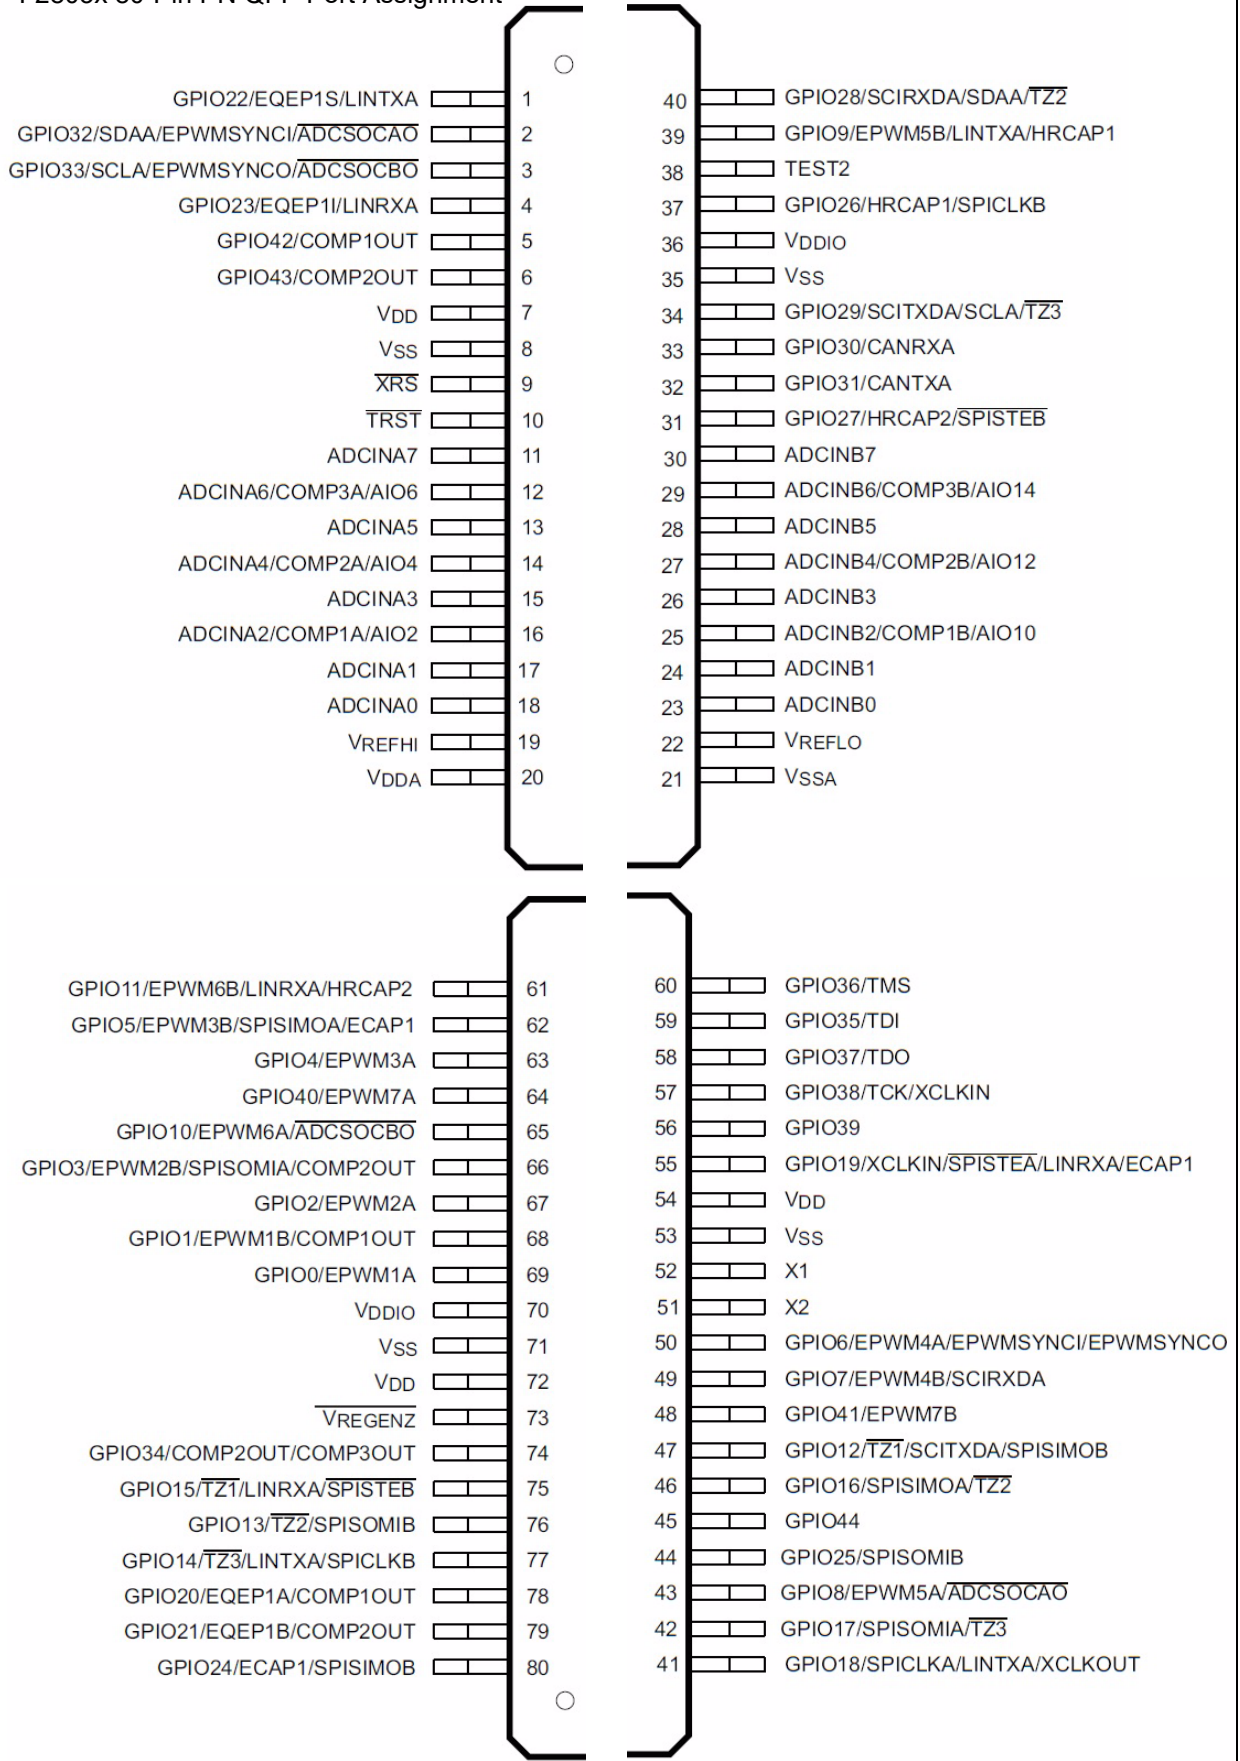 80 Pin PN QFP Port Assignment
GPIO22/EQEP1S/LINTXA 1
GPIO32/SDAA/EPWMSYNCI/ADCSOCAO 2
GPIO33/SCLA/EPWMSYNCO/ADCSOCBO 3
GPIO23/EQEP1I/LINRXA 4
GPIO42/COMP1OUT 5
GPIO43/COMP2OUT 6
VDD 7
VSS 8
XRS 9
TRST 10
ADCINA7 11
ADCINA6/COMP3A/AIO6 12
ADCINA5 13
ADCINA4/COMP2A/AIO4 14
ADCINA3 15
ADCINA2/COMP1A/AIO2 16
ADCINA1 17
ADCINA0 18
VREFHI 19
VDDA 20
40 GPIO28/SCIRXDA/SDAA/TZ2
39 GPIO9/EPWM5B/LINTXA/HRCAP1
38 TEST2
37 GPIO26/HRCAP1/SPICLKB
36 VDDIO
35 VSS
34 GPIO29/SCITXDA/SCLA/TZ3
33 GPIO30/CANRXA
32 GPIO31/CANTXA
31 GPIO27/HRCAP2/SPISTEB
30 ADCINB7
29 ADCINB6/COMP3B/AIO14
28 ADCINB5
27 ADCINB4/COMP2B/AIO12
26 ADCINB3
25 ADCINB2/COMP1B/AIO10
24 ADCINB1
23 ADCINB0
22 VREFLO
21 VSSA
GPIO11/EPWM6B/LINRXA/HRCAP2 61
GPIO5/EPWM3B/SPISIMOA/ECAP1 62
GPIO4/EPWM3A 63
GPIO40/EPWM7A 64
GPIO10/EPWM6A/ADCSOCBO 65
GPIO3/EPWM2B/SPISOMIA/COMP2OUT 66
GPIO2/EPWM2A 67
GPIO1/EPWM1B/COMP1OUT 68
GPIO0/EPWM1A 69
VDDIO 70
VSS 71
VDD 72
VREGENZ 73
GPIO34/COMP2OUT/COMP3OUT 74
GPIO15/TZ1/LINRXA/SPISTEB 75
GPIO13/TZ2/SPISOMIB 76
GPIO14/TZ3/LINTXA/SPICLKB 77
GPIO20/EQEP1A/COMP1OUT 78
GPIO21/EQEP1B/COMP2OUT 79
GPIO24/ECAP1/SPISIMOB 80
60 GPIO36/TMS
59 GPIO35/TDI
58 GPIO37/TDO
57 GPIO38/TCK/XCLKIN
56 GPIO39
55 GPIO19/XCLKIN/SPISTEA/LINRXA/ECAP1
54 VDD
53 VSS
52 X1
51 X2
50 GPIO6/EPWM4A/EPWMSYNCI/EPWMSYNCO
49 GPIO7/EPWM4B/SCIRXDA
48 GPIO41/EPWM7B
47 GPIO12/TZ1/SCITXDA/SPISIMOB
46 GPIO16/SPISIMOA/TZ2
45 GPIO44
44 GPIO25/SPISOMIB
43 GPIO8/EPWM5A/ADCSOCAO
42 GPIO17/SPISOMIA/TZ3
41 GPIO18/SPICLKA/LINTXA/XCLKOUT